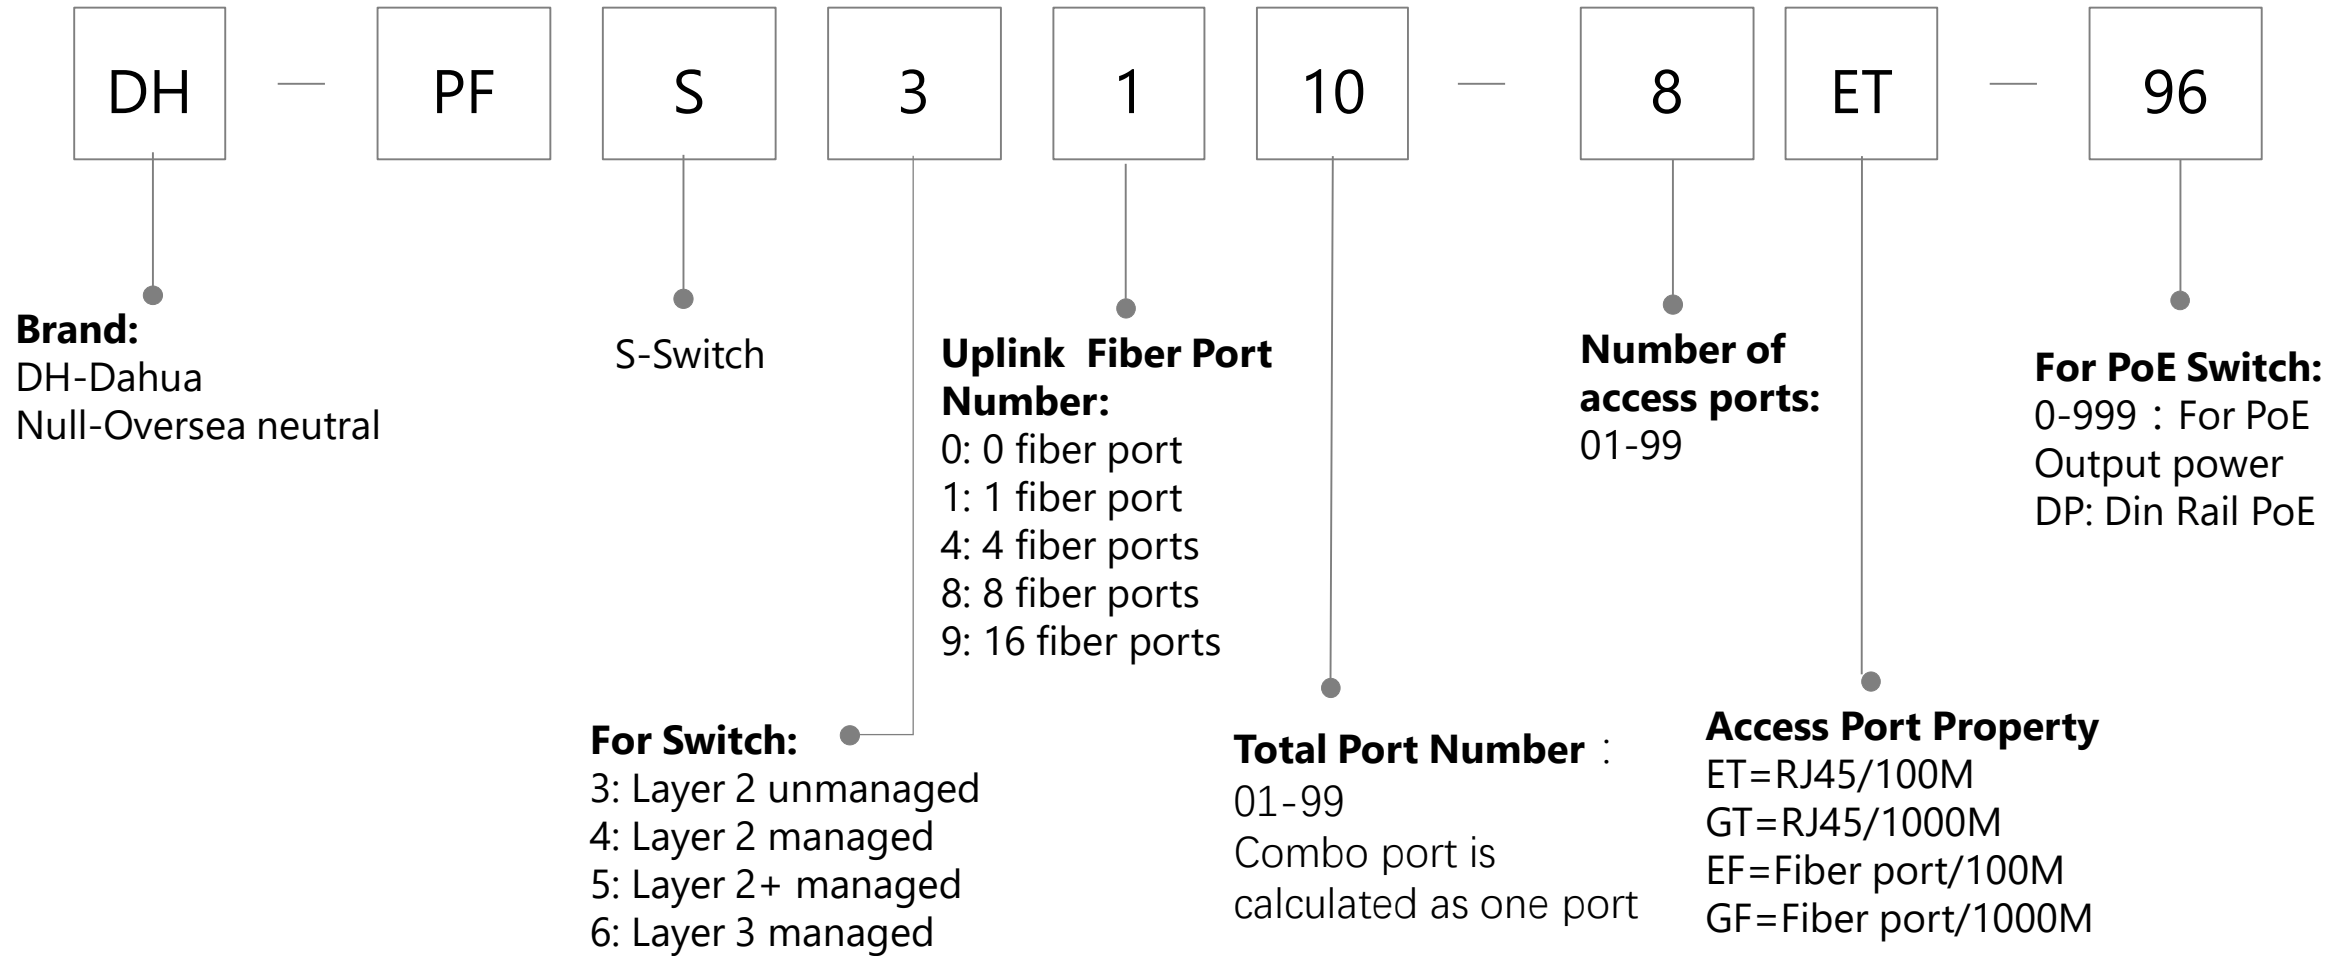 DH — PF S 3 1 10 — 8 ET — 96
Brand:
DH-Dahua
Null-Oversea neutral
S-Switch
For Switch:
3: Layer 2 unmanaged
4: Layer 2 managed
5: Layer 2+ managed
6: Layer 3 managed
Uplink Fiber Port
Number:
0: 0 fiber port
1: 1 fiber port
4: 4 fiber ports
8: 8 fiber ports
9: 16 fiber ports
Total Port Number：
01-99
Combo port is
calculated as one port
Number of
access ports:
01-99
Access Port Property
ET=RJ45/100M
GT=RJ45/1000M
EF=Fiber port/100M
GF=Fiber port/1000M
For PoE Switch:
0-999：For PoE
Output power
DP: Din Rail PoE